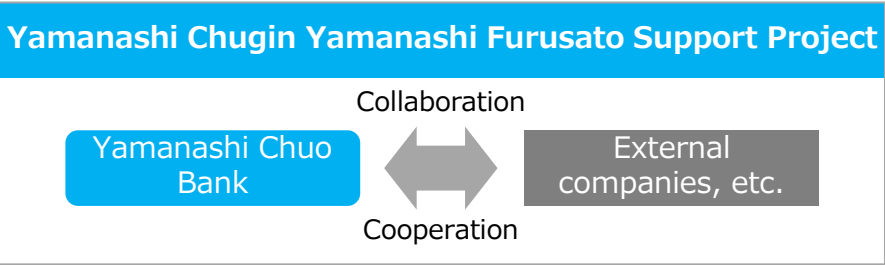 Yamanashi Chugin Yamanashi Furusato Support Project
Collaboration
Yamanashi Chuo
Bank
External
companies, etc.
Cooperation